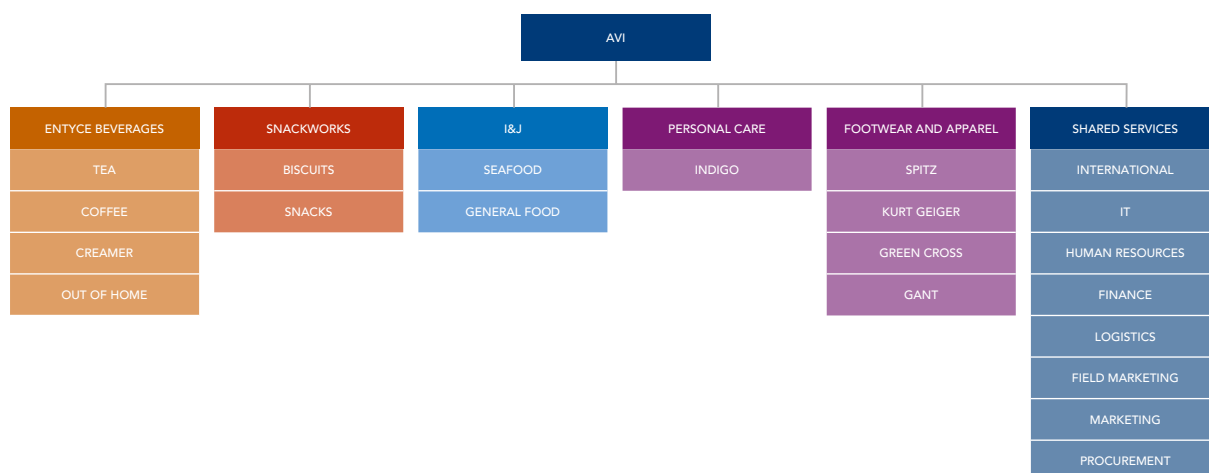 AVI
ENTYCE BEVERAGES
TEA
COFFEE
CREAMER
OUT OF HOME
SNACKWORKS
BISCUITS
SNACKS
I&J
SEAFOOD
GENERAL FOOD
PERSONAL CARE
INDIGO
FOOTWEAR AND APPAREL
SPITZ
KURT GEIGER
GREEN CROSS
GANT
SHARED SERVICES
INTERNATIONAL
IT
HUMAN RESOURCES
FINANCE
LOGISTICS
FIELD MARKETING
MARKETING
PROCUREMENT